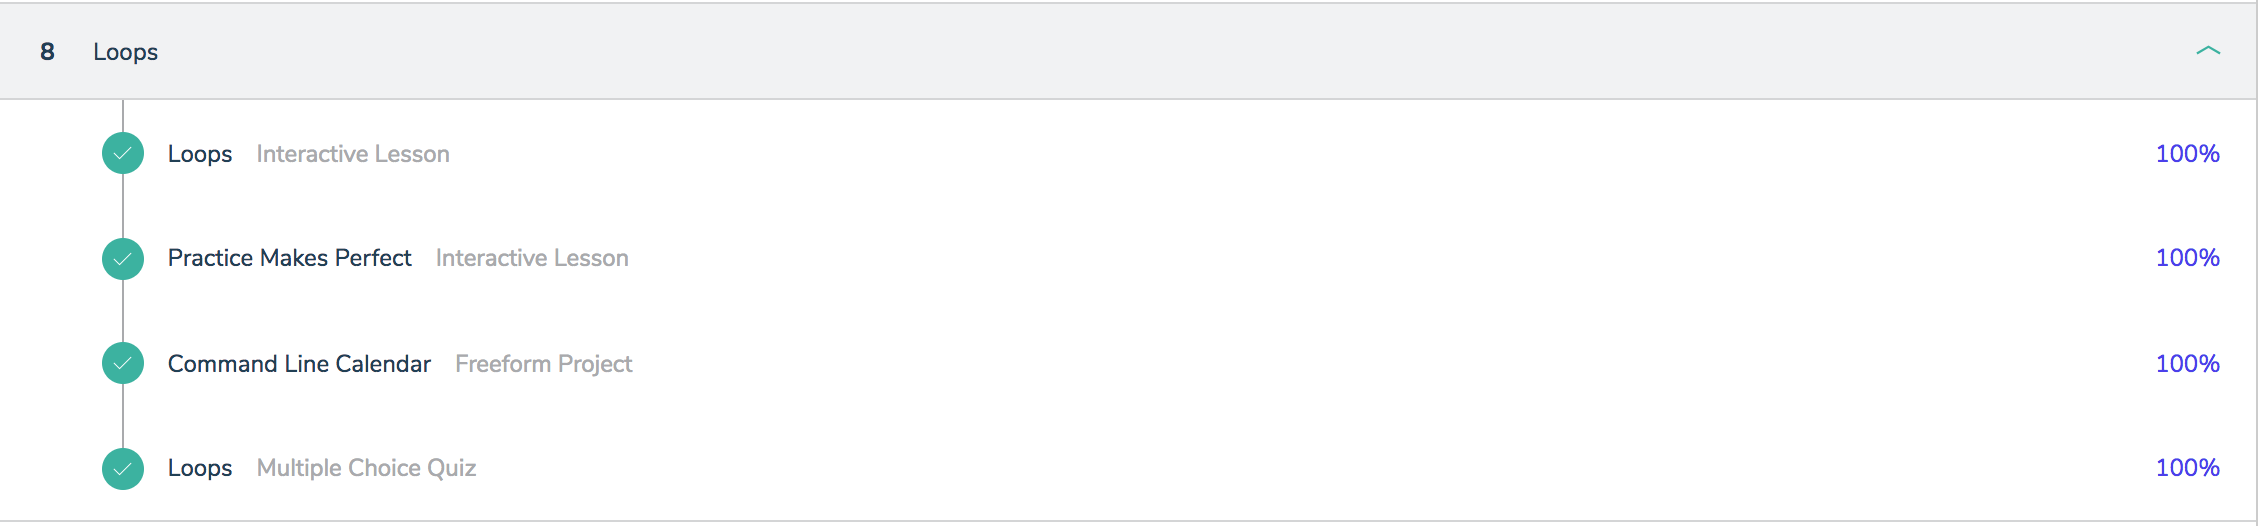 8 Loops
Loops Interactive Lesson 100%
Practice Makes Perfect Interactive Lesson 100%
Command Line Calendar Freeform Project 100%
Loops Multiple Choice Quiz 100%